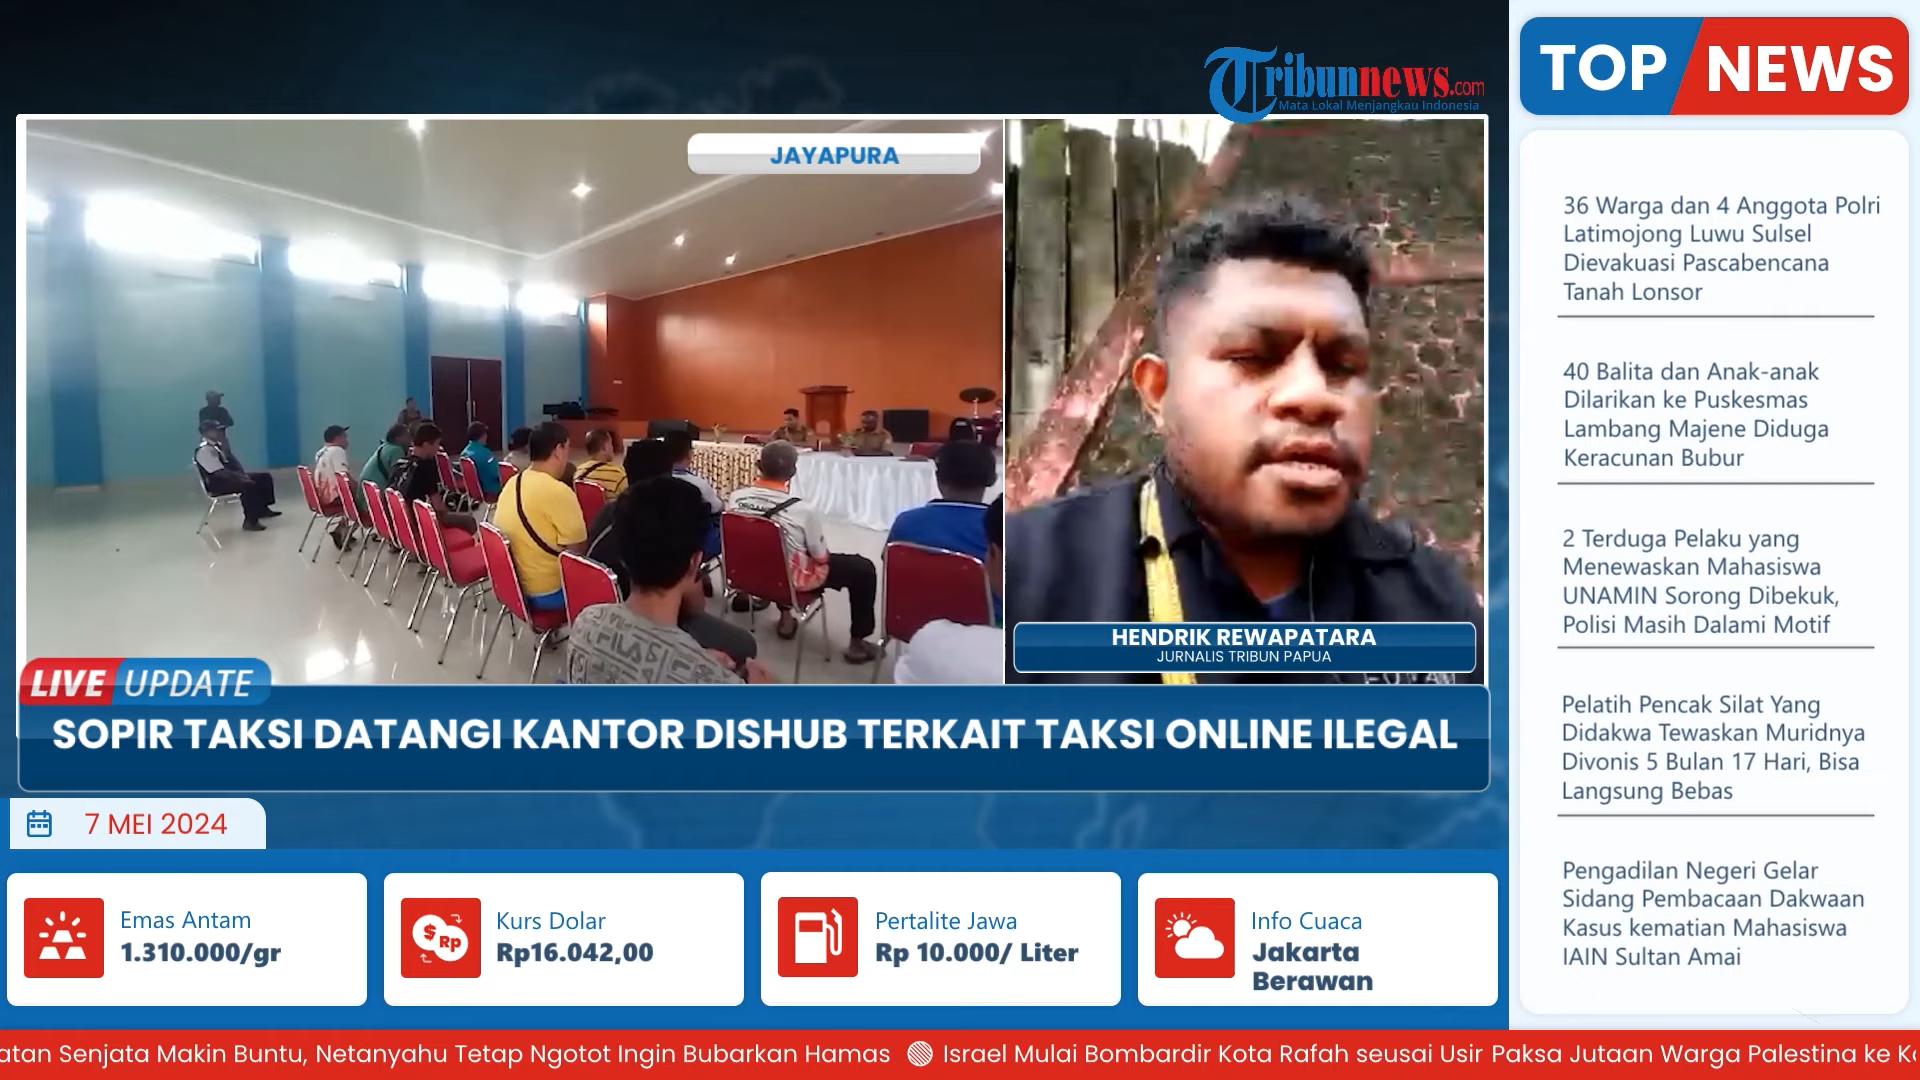 Tribunnews.com
Mata Lokal Menjangkau Indonesia
JAYAPURA
HENDRIK REWAPATARA
JURNALIS TRIBUN PAPUA
LIVE UPDATE
SOPIR TAKSI DATANGI KANTOR DISHUB TERKAIT TAKSI ONLINE ILEGAL
7 MEI 2024
Emas Antam
1.310.000/gr
$ Rp
Kurs Dolar
Rp16.042,00
Pertalite Jawa
Rp 10.000/ Liter
Info Cuaca
Jakarta
Berawan
TOP NEWS
36 Warga dan 4 Anggota Polri
Latimojong Luwu Sulsel
Dievakuasi Pascabencana
Tanah Lonsor
40 Balita dan Anak-anak
Dilarikan ke Puskesmas
Lambang Majene Diduga
Keracunan Bubur
2 Terduga Pelaku yang
Menewaskan Mahasiswa
UNAMIN Sorong Dibekuk,
Polisi Masih Dalami Motif
Pelatih Pencak Silat Yang
Didakwa Tewaskan Muridnya
Divonis 5 Bulan 17 Hari, Bisa
Langsung Bebas
Pengadilan Negeri Gelar
Sidang Pembacaan Dakwaan
Kasus kematian Mahasiswa
IAIN Sultan Amai
atan Senjata Makin Buntu, Netanyahu Tetap Ngotot Ingin Bubarkan Hamas Israel Mulai Bombardir Kota Rafah seusai Usir Paksa Jutaan Warga Palestina ke